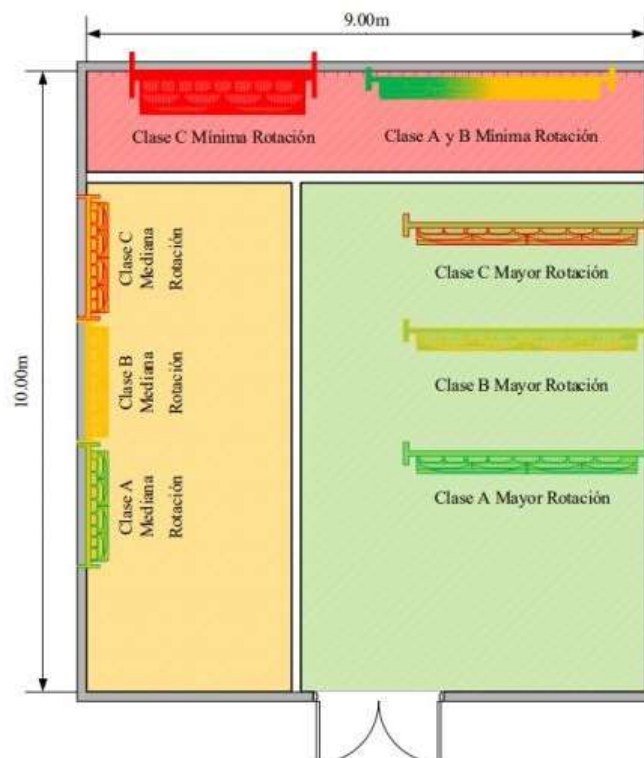 9.00m
Clase C Mínima Rotación
Clase A y B Mínima Rotación
10.00m
Clase C
Mediana
Rotación
Clase B
Mediana
Rotación
Clase A
Mediana
Rotación
Clase C Mayor Rotación
Clase B Mayor Rotación
Clase A Mayor Rotación